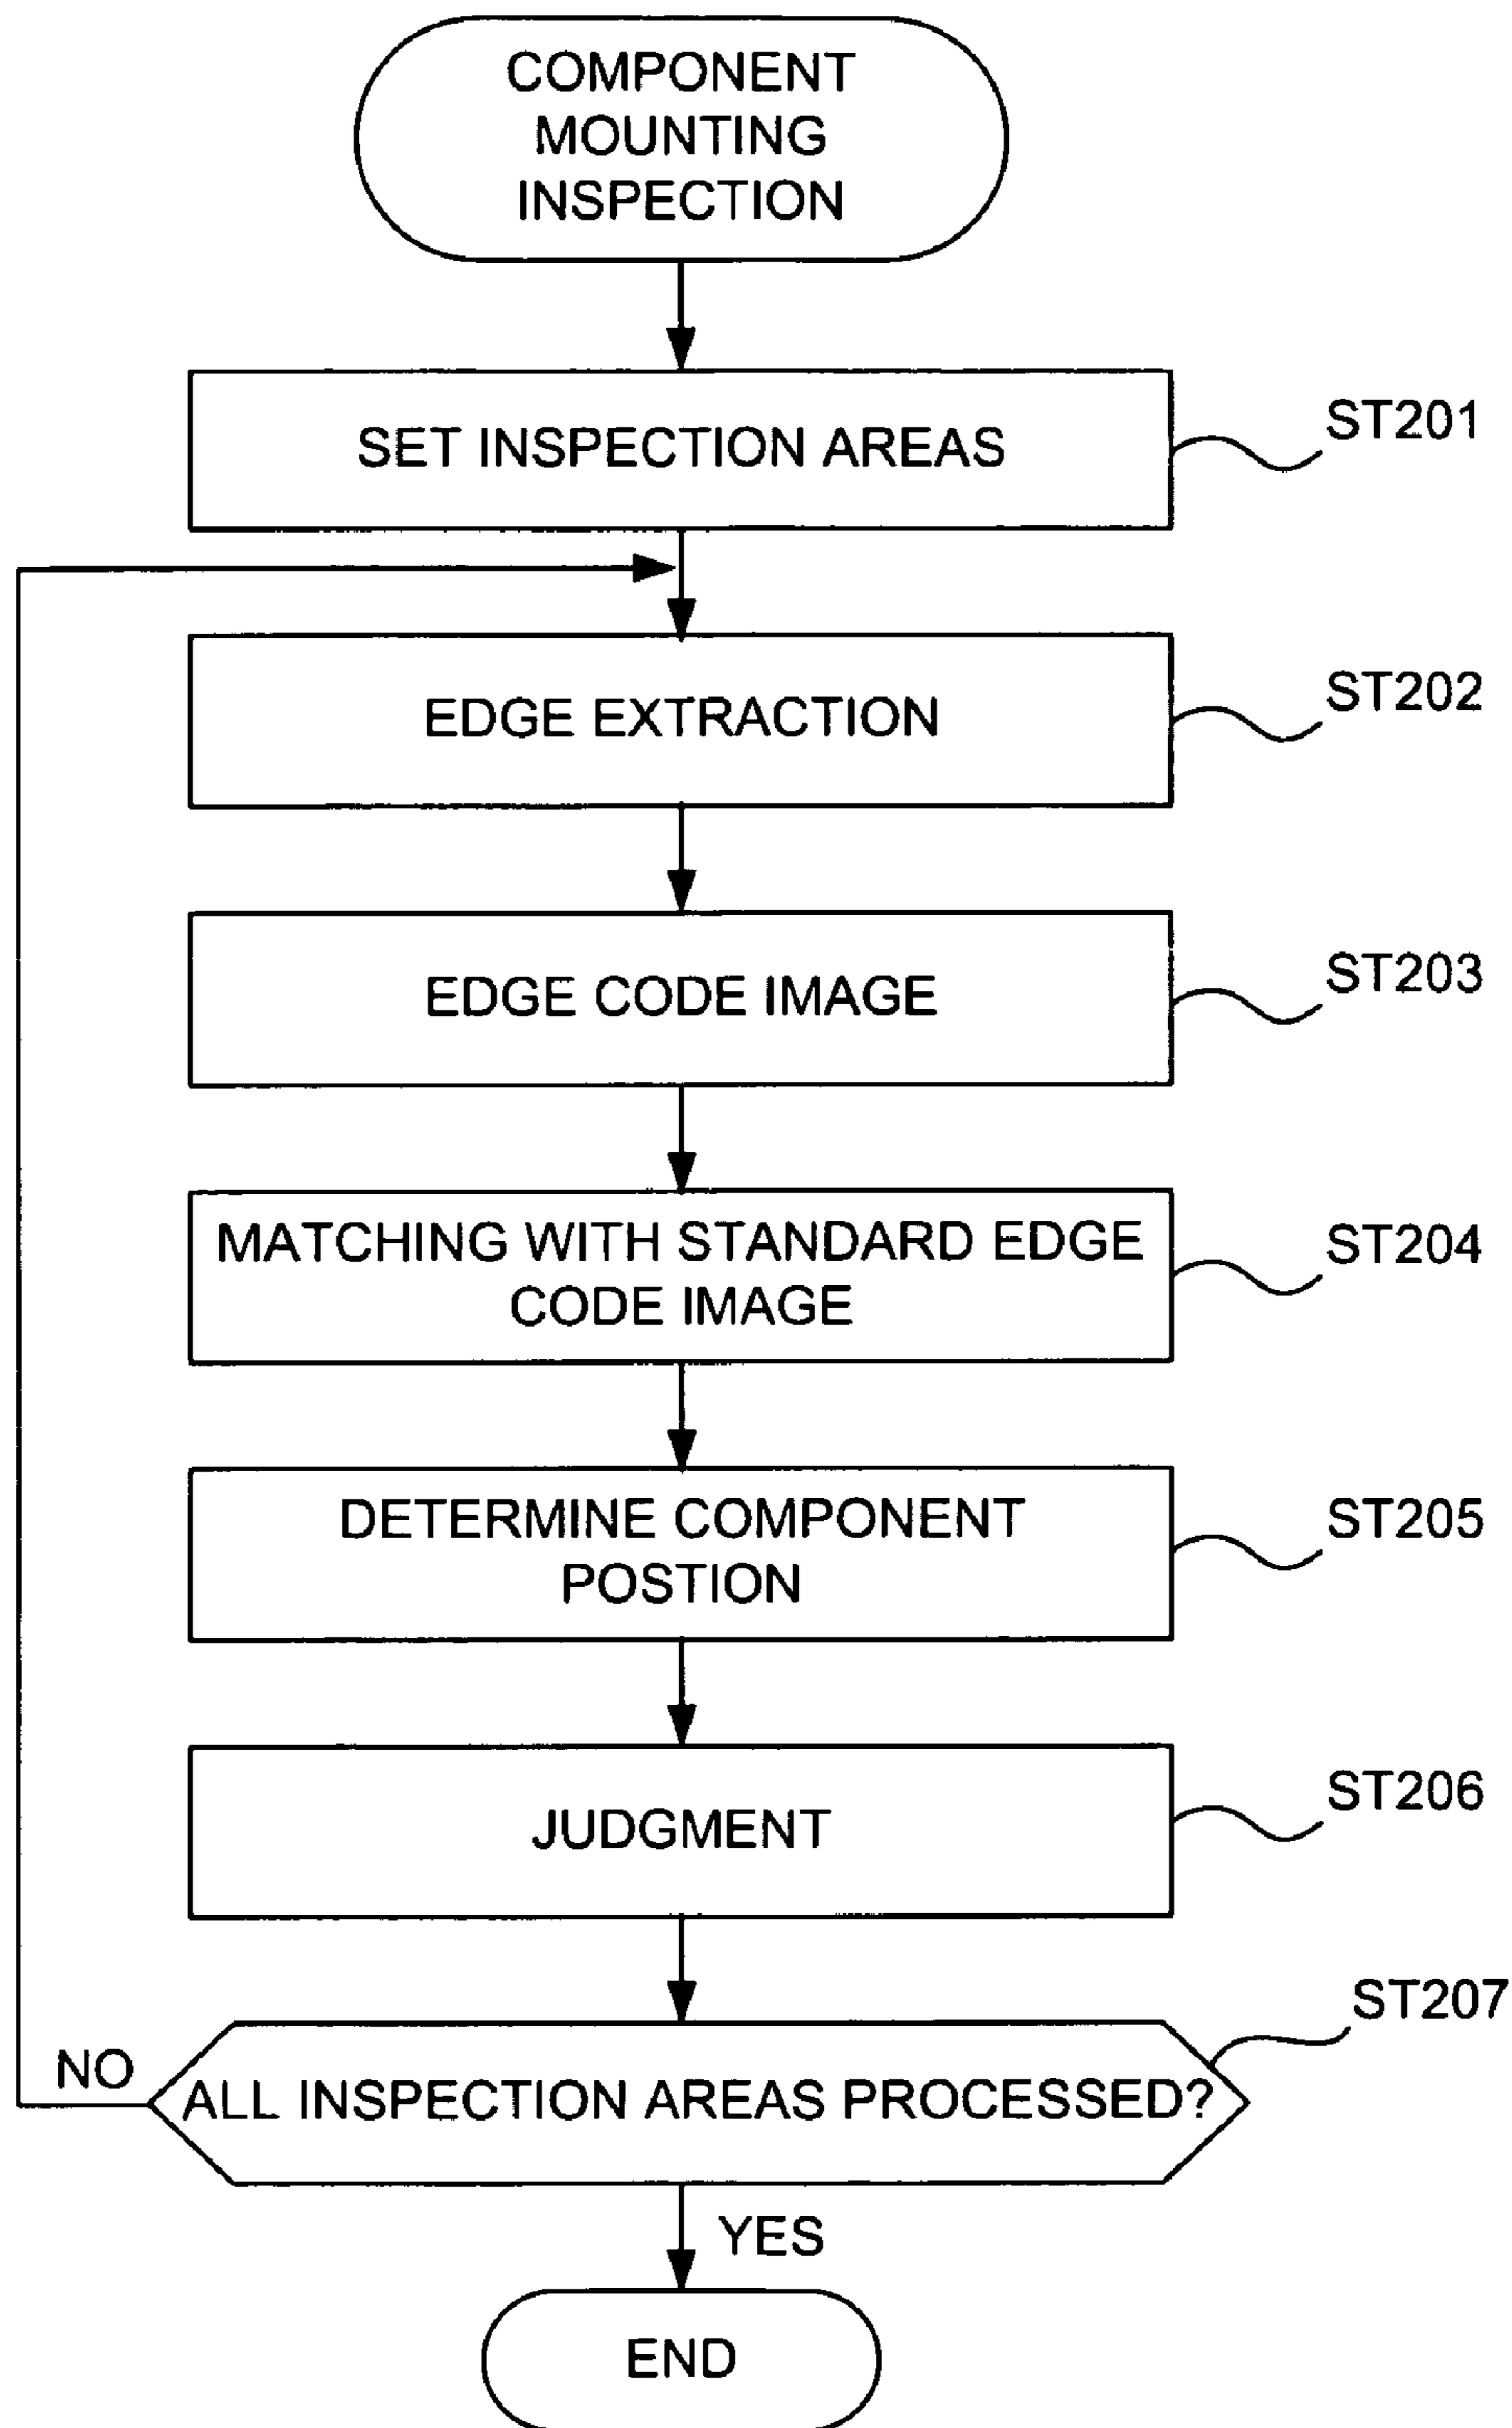 COMPONENT
MOUNTING
INSPECTION
SET INSPECTION AREAS
ST201
EDGE EXTRACTION
ST202
EDGE CODE IMAGE
ST203
MATCHING WITH STANDARD EDGE
CODE IMAGE
ST204
DETERMINE COMPONENT
POSTION
ST205
JUDGMENT
ST206
ALL INSPECTION AREAS PROCESSED?
ST207
NO
YES
END